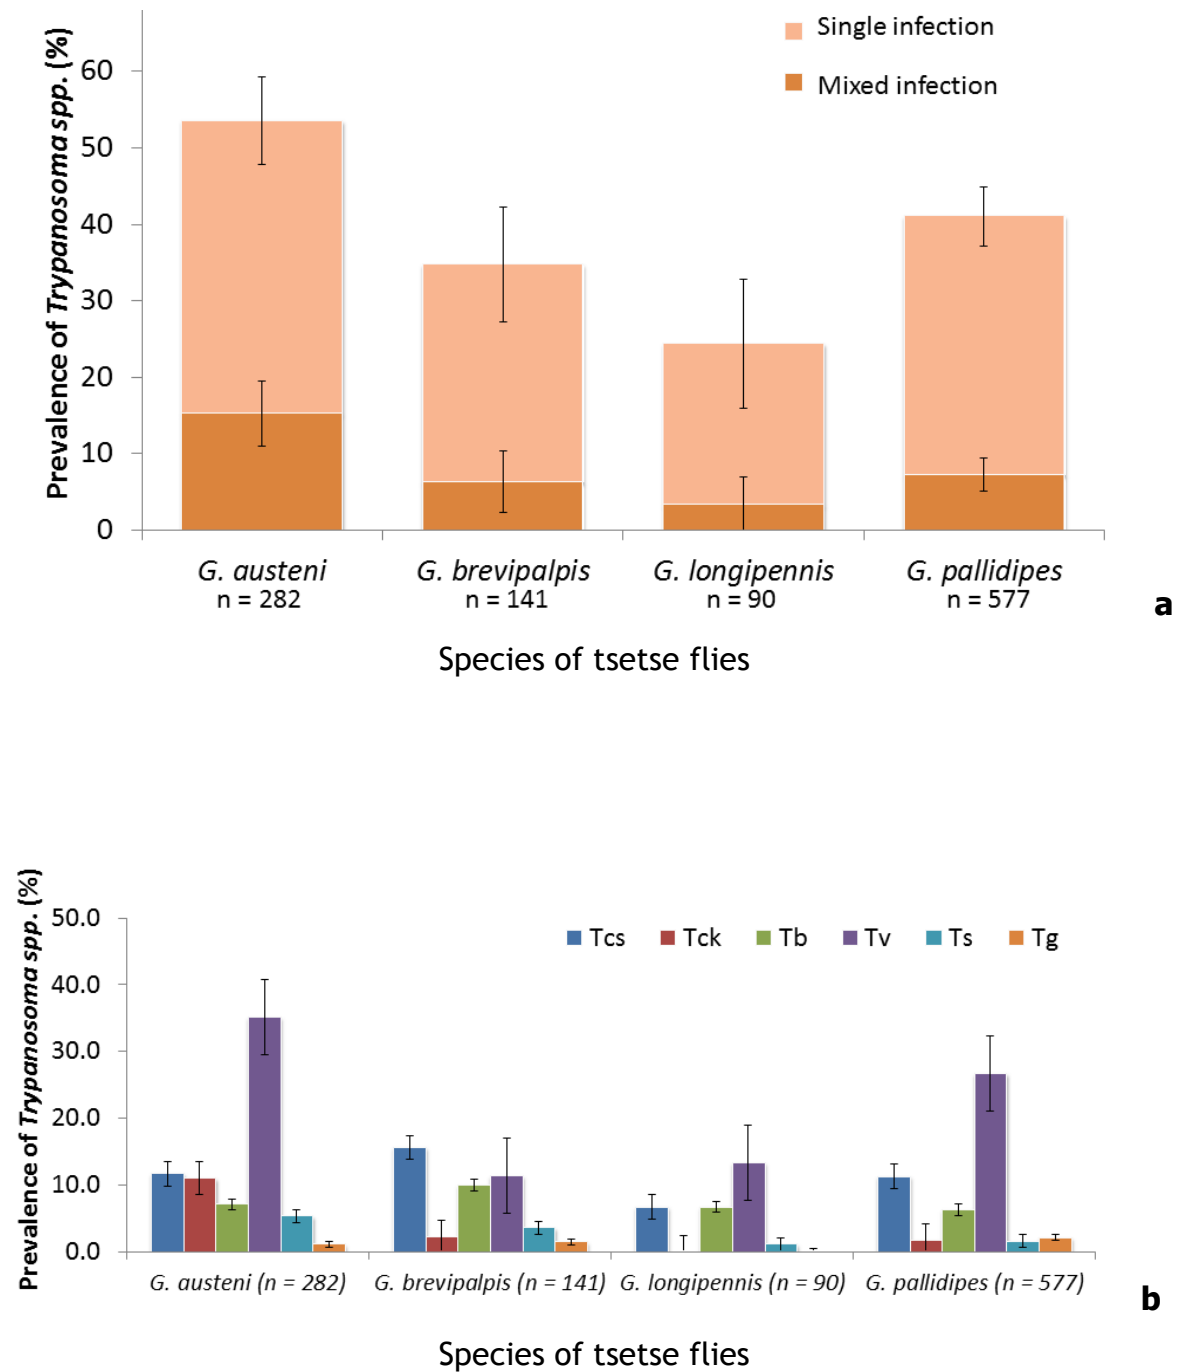 Prevalence of Trypanosoma spp. (%)
60
50
40
30
20
10
0
Single infection
Mixed infection
G. austeni G. brevipalpis G. longipennis G. pallidipes
n = 282 n = 141 n = 90 n = 577
a
Species of tsetse flies
Prevalence of Trypanosoma spp. (%)
50.0
40.0
30.0
20.0
10.0
0.0
Tcs Tck Tb Tv Ts Tg
G. austeni (n = 282) G. brevipalpis (n = 141) G. longipennis (n = 90) G. pallidipes (n = 577)
b
Species of tsetse flies